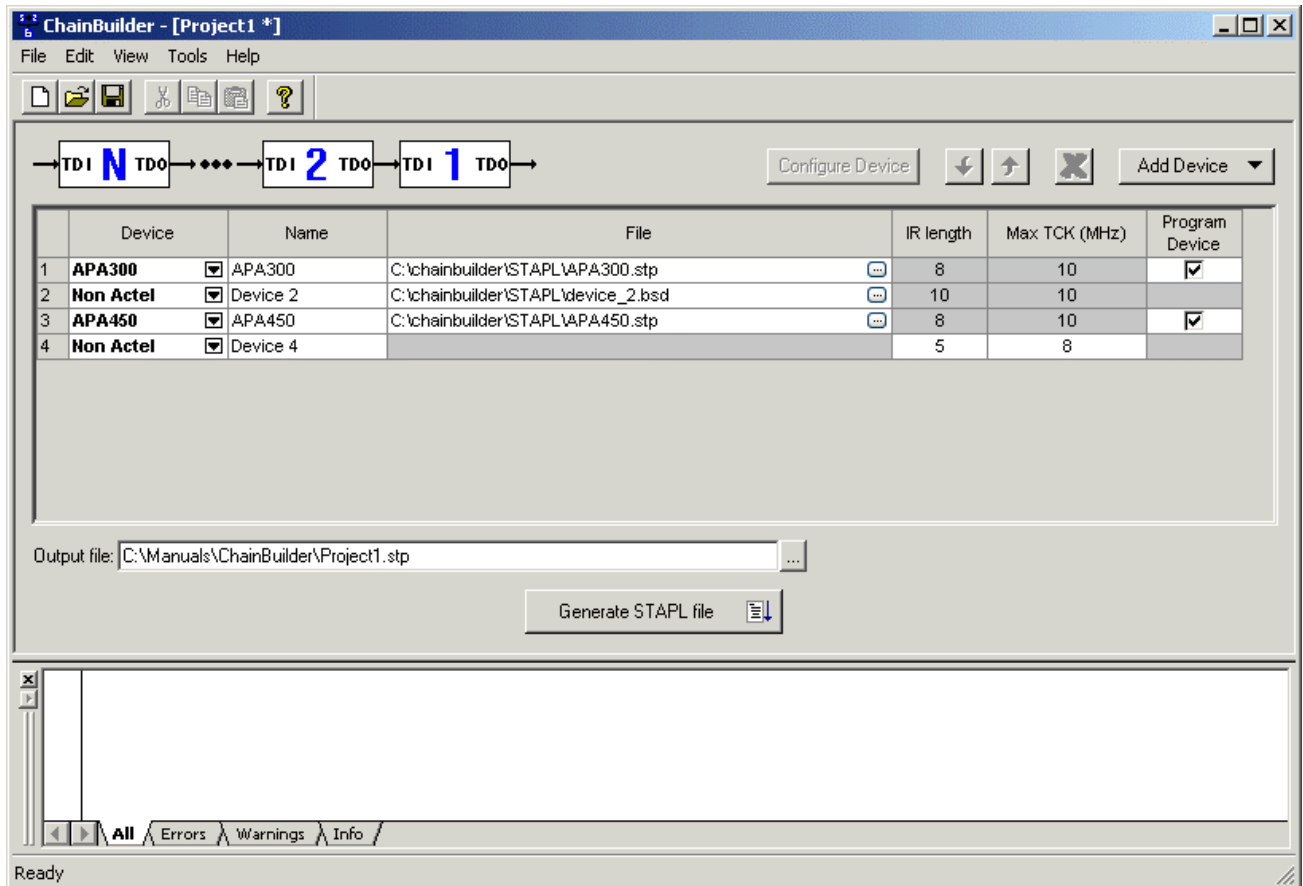 ChainBuilder - [Project1 *]
File Edit View Tools Help
TDI N TDO TDI 2 TDO TDI 1 TDO Configure Device Add Device
Device Name File IR length Max TCK (MHz) Program Device
1 APA300 APA300 C:\chainbuilder\STAPL\APA300.stp 8 10
2 Non Actel Device 2 C:\chainbuilder\STAPL\device_2.bsd 10 10
3 APA450 APA450 C:\chainbuilder\STAPL\APA450.stp 8 10
4 Non Actel Device 4 5 8
Output file: C:\Manuals\ChainBuilder\Project1.stp ...
Generate STAPL file
All Errors Warnings Info
Ready